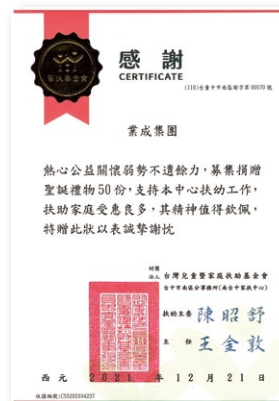 家扶基金會
感謝
CERTIFICATE
(110)台童中市南區謝字第00570號
業成集團
熱心公益關懷弱勢不遺餘力，募集捐贈
聖誕禮物50份，支持本中心扶幼工作，
扶助家庭受惠良多，其精神值得欽佩，
特贈此狀以表誠摯謝忱
財團法人 台灣兒童暨家庭扶助基金會
台中市南區分事務所(南台中家扶中心)
扶幼主委 陳昭舒
主任 王金敦
西元 2021 年 12 月 21 日